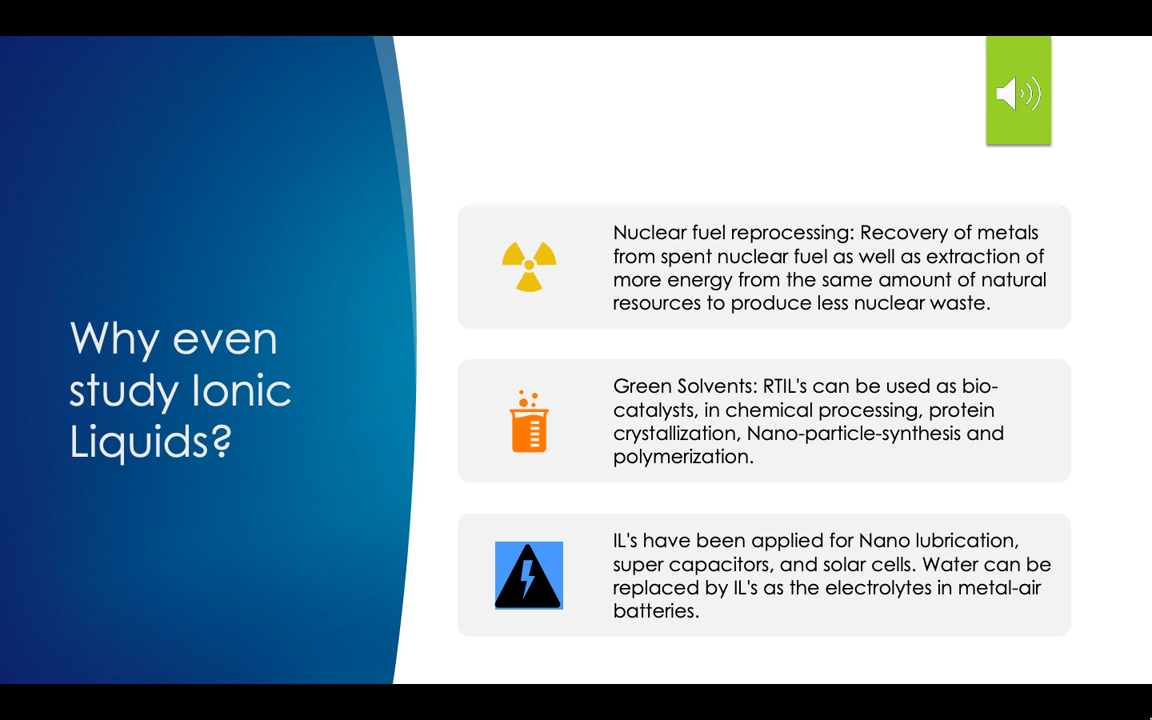 Why even
study Ionic
Liquids?
Nuclear fuel reprocessing: Recovery of metals
from spent nuclear fuel as well as extraction of
more energy from the same amount of natural
resources to produce less nuclear waste.
Green Solvents: RTIL's can be used as bio-
catalysts, in chemical processing, protein
crystallization, Nano-particle-synthesis and
polymerization.
IL's have been applied for Nano lubrication,
super capacitors, and solar cells. Water can be
replaced by IL's as the electrolytes in metal-air
batteries.